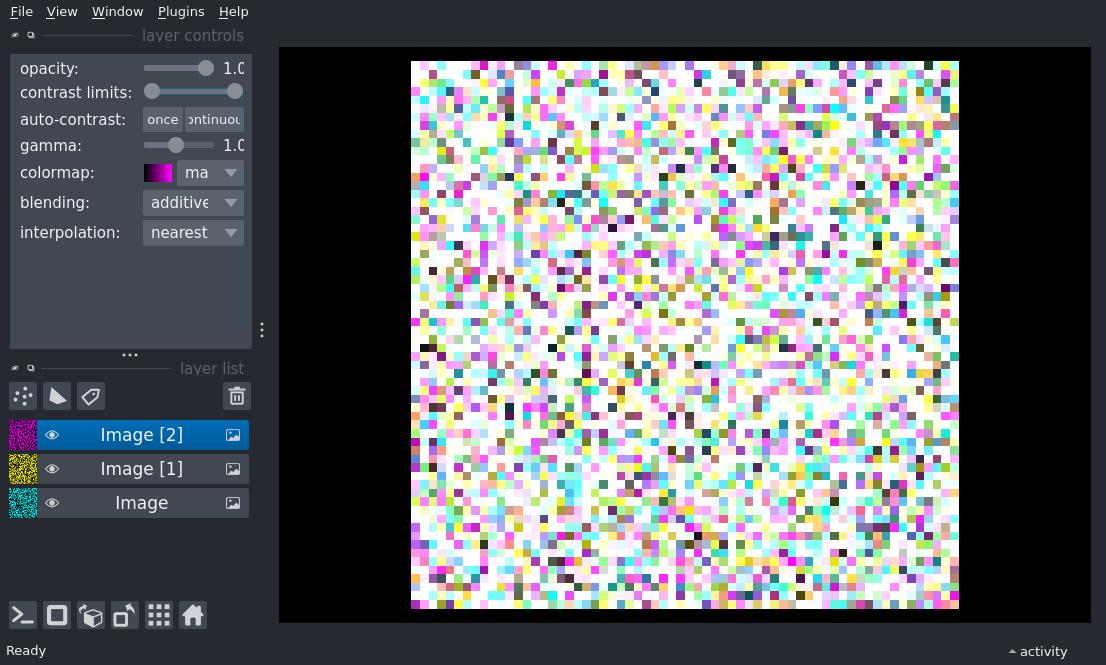 File View Window Plugins Help
layer controls
opacity: 1.0
contrast limits:
auto-contrast: once ontinuou
gamma: 1.0
colormap: ma
blending: additive
interpolation: nearest
layer list
Image [2]
Image [1]
Image
Ready
activity